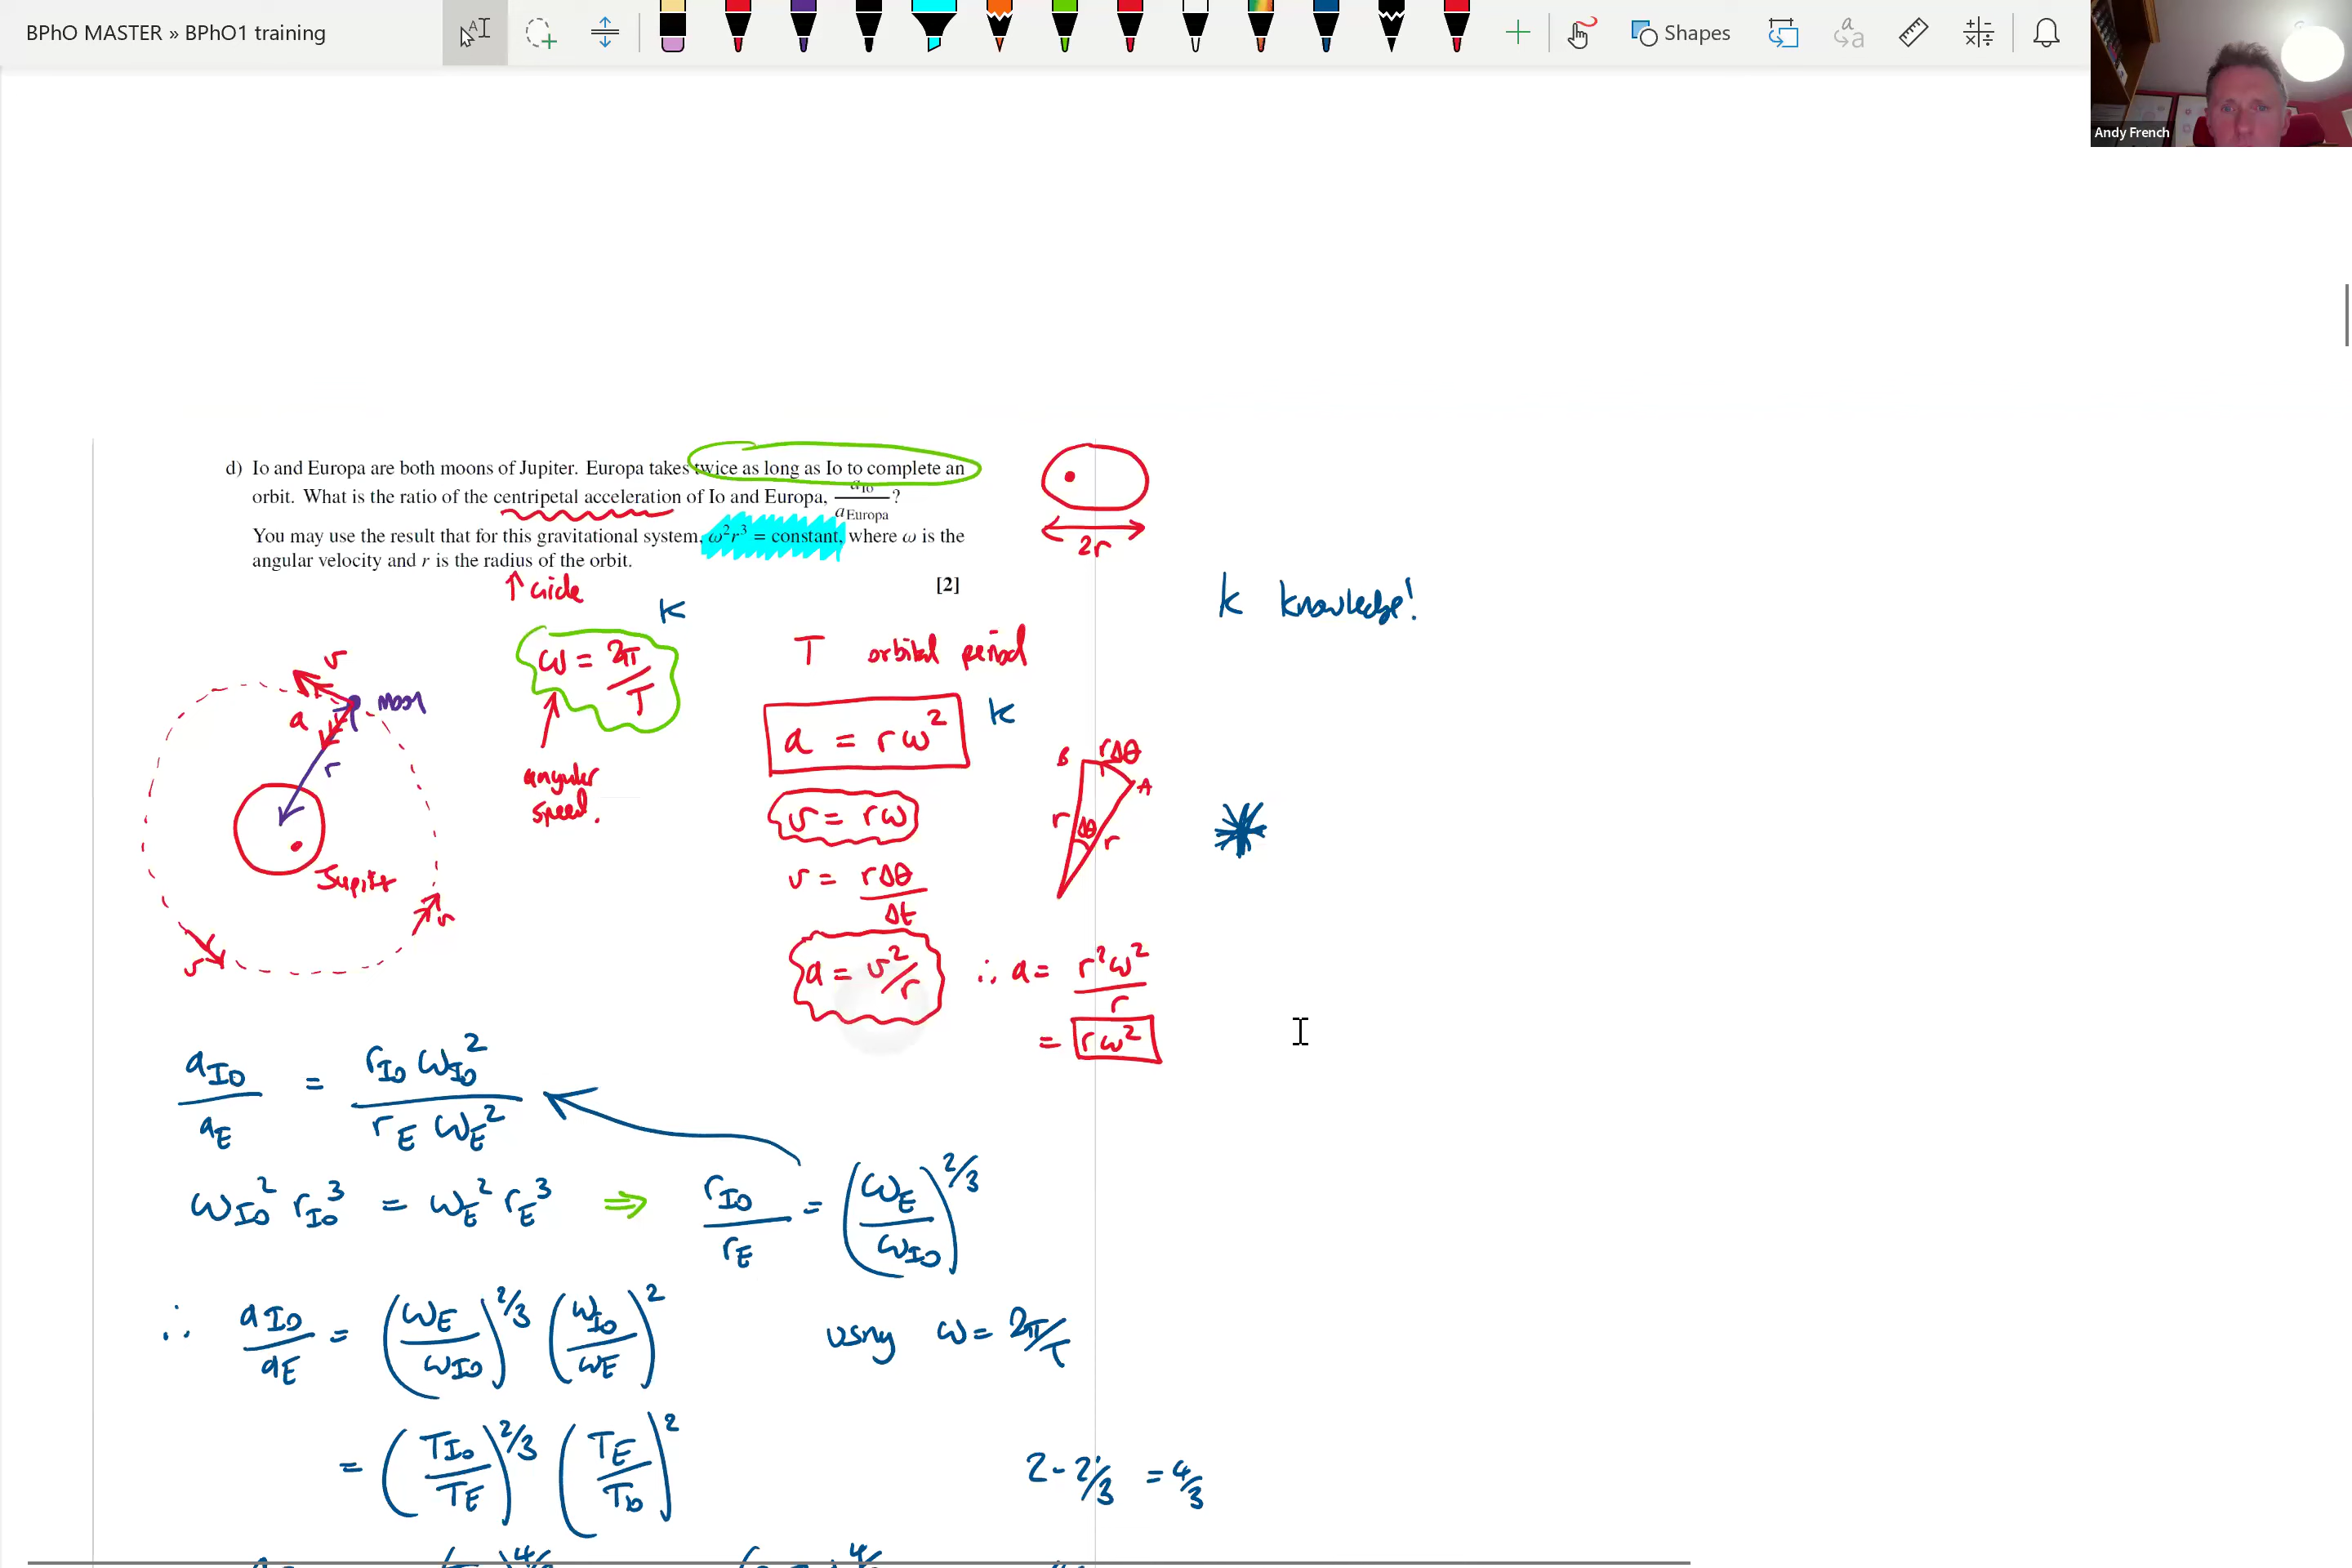 BPhO MASTER » BPhO1 training
Shapes
Andy French
d) Io and Europa are both moons of Jupiter. Europa takes twice as long as Io to complete an
orbit. What is the ratio of the centripetal acceleration of Io and Europa, a_Io / a_Europa ?
You may use the result that for this gravitational system, ω²r³ = constant, where ω is the
angular velocity and r is the radius of the orbit.
[2]
2r
↑ circle
K
K knowledge!
ω = 2π/T
T orbital period
angular
speed.
a = rω²
K
v
a
moon
r
Jupiter
v
v
v = rω
v = rΔθ/Δt
B rΔθ
A
r Δθ r
a = v²/r ∴ a = r²ω²/r
= rω²
a_Io/a_E = r_Io ω_Io² / r_E ω_E²
ω_Io² r_Io³ = ω_E² r_E³ ⇒ r_Io/r_E = (ω_E/ω_Io)^2/3
∴ a_Io/a_E = (ω_E/ω_Io)^2/3 (ω_Io/ω_E)² using ω = 2π/T
= (T_Io/T_E)^2/3 (T_E/T_Io)² 2 - 2/3 = 4/3